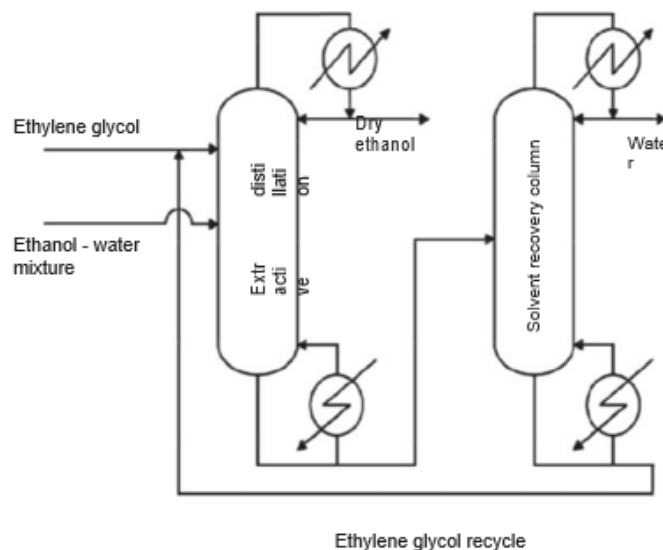 Ethylene glycol
Ethanol - water
mixture
Dry
ethanol
Extr
acti
ve
disti
llati
on
Wate
r
Solvent recovery column
Ethylene glycol recycle